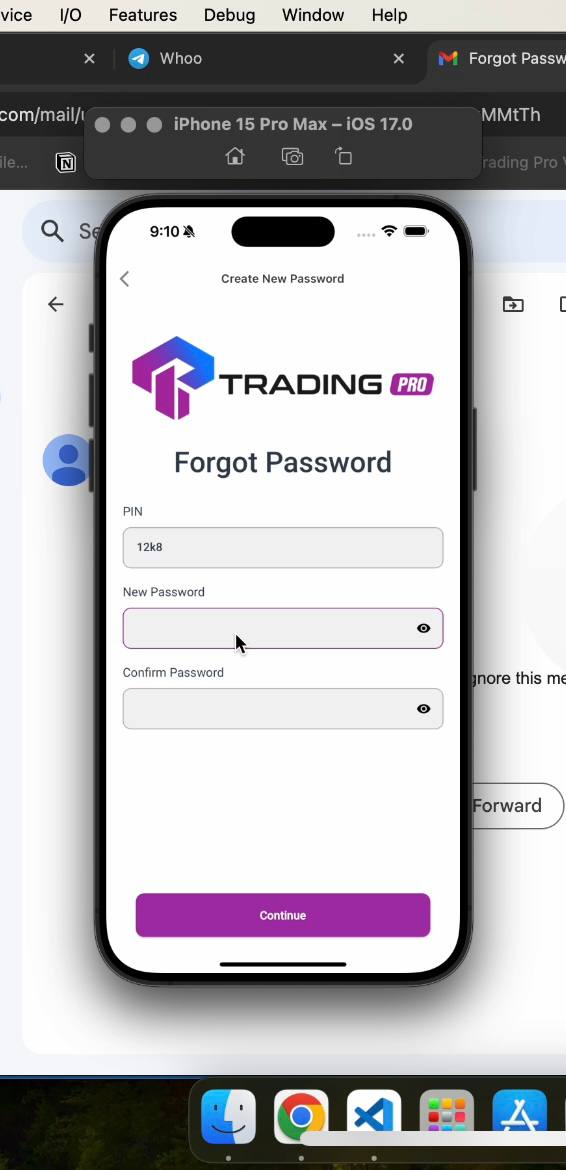 vice I/O Features Debug Window Help
Whoo
Forgot Passw
.com/mail/u
MMtTh
iPhone 15 Pro Max – iOS 17.0
ile...
rading Pro V
9:10
Se
Create New Password
TRADING PRO
Forgot Password
PIN
12k8
New Password
Confirm Password
gnore this me
Forward
Continue